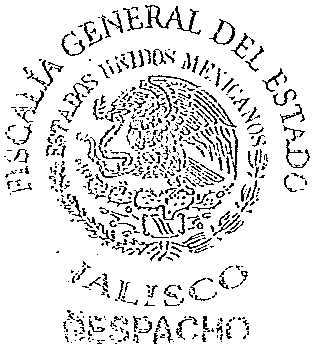 FISCALÍA GENERAL DEL ESTADO
ESTADOS UNIDOS MEXICANOS
JALISCO
DESPACHO